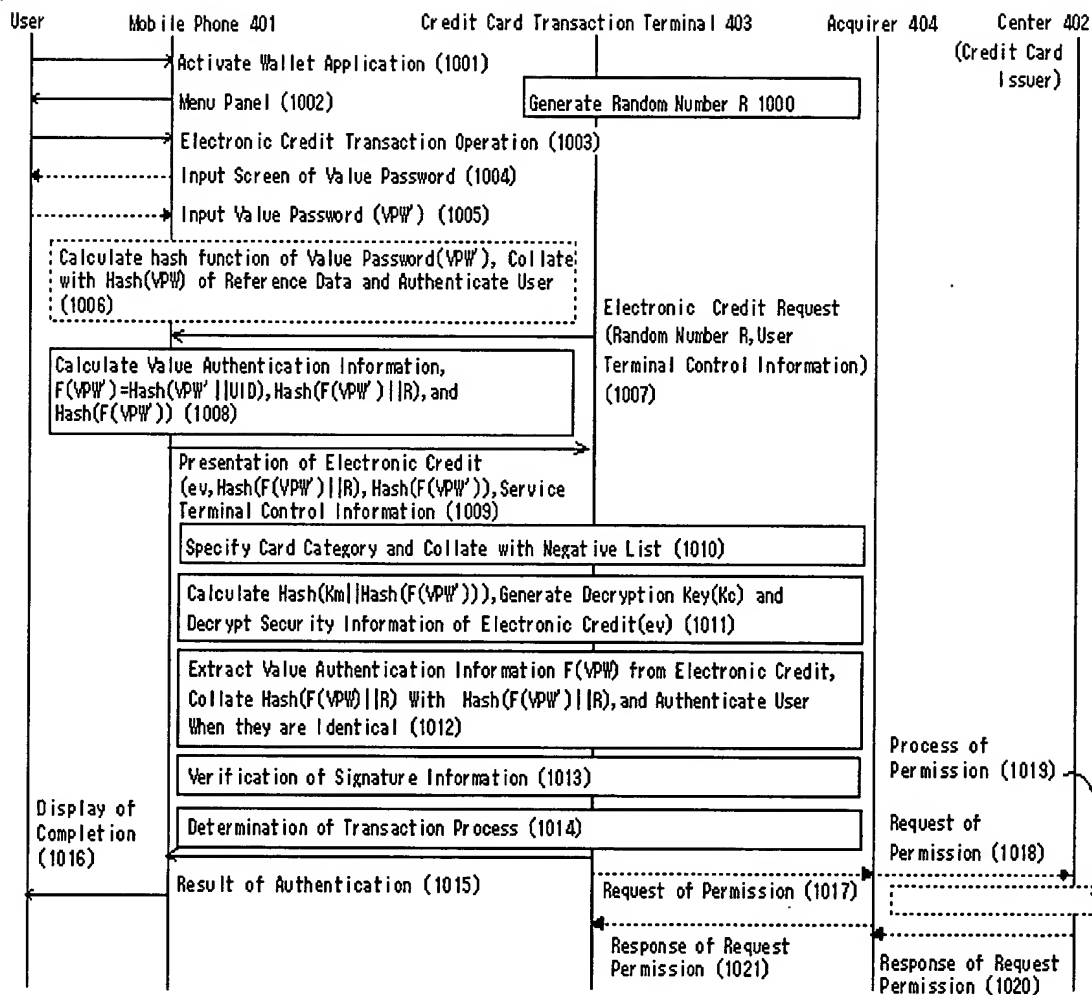 User
Mobile Phone 401
Credit Card Transaction Terminal 403
Acquirer 404
Center 402
(Credit Card
Issuer)
Activate Wallet Application (1001)
Menu Panel (1002)
Generate Random Number R 1000
Electronic Credit Transaction Operation (1003)
Input Screen of Value Password (1004)
Input Value Password (VPW') (1005)
Calculate hash function of Value Password(VPW'), Collate
with Hash(VPW) of Reference Data and Authenticate User
(1006)
Electronic Credit Request
(Random Number R,User
Terminal Control Information)
(1007)
Calculate Value Authentication Information,
F(VPW')=Hash(VPW'||UID),Hash(F(VPW')||R),and
Hash(F(VPW')) (1008)
Presentation of Electronic Credit
(ev,Hash(F(VPW')||R),Hash(F(VPW')),Service
Terminal Control Information (1009)
Specify Card Category and Collate with Negative List (1010)
Calculate Hash(Km||Hash(F(VPW'))),Generate Decryption Key(Kc) and
Decrypt Security Information of Electronic Credit(ev) (1011)
Extract Value Authentication Information F(VPW) from Electronic Credit,
Collate Hash(F(VPW)||R) With Hash(F(VPW')||R),and Authenticate User
When they are Identical (1012)
Verification of Signature Information (1013)
Process of
Permission (1019)
Determination of Transaction Process (1014)
Display of
Completion
(1016)
Request of
Permission (1018)
Result of Authentication (1015)
Request of Permission (1017)
Response of Request
Permission (1021)
Response of Request
Permission (1020)